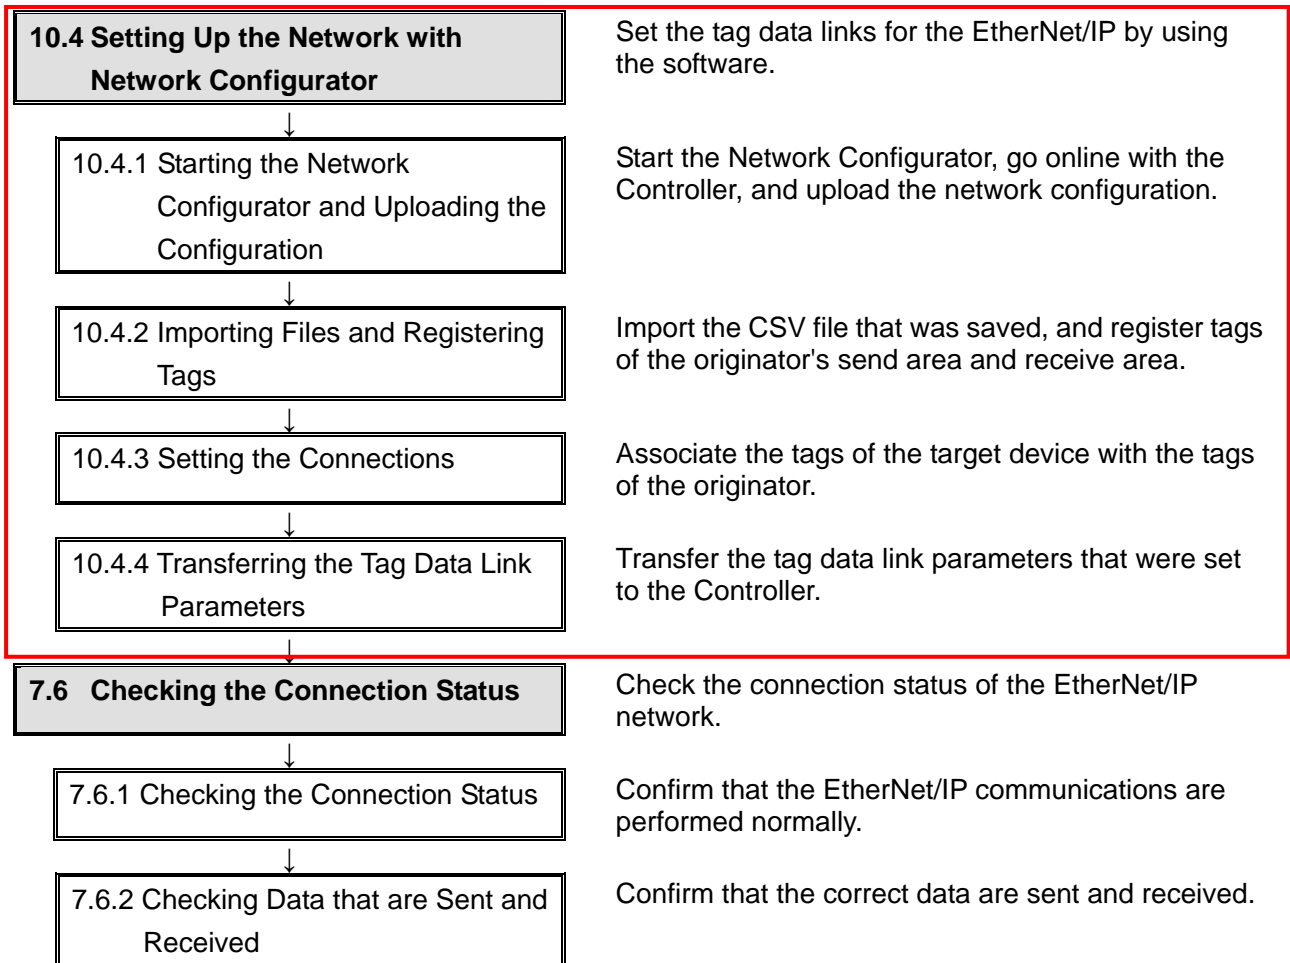 10.4 Setting Up the Network with
Network Configurator
Set the tag data links for the EtherNet/IP by using
the software.
↓
10.4.1 Starting the Network
Configurator and Uploading the
Configuration
Start the Network Configurator, go online with the
Controller, and upload the network configuration.
↓
10.4.2 Importing Files and Registering
Tags
Import the CSV file that was saved, and register tags
of the originator's send area and receive area.
↓
10.4.3 Setting the Connections
Associate the tags of the target device with the tags
of the originator.
↓
10.4.4 Transferring the Tag Data Link
Parameters
Transfer the tag data link parameters that were set
to the Controller.
↓
7.6 Checking the Connection Status
Check the connection status of the EtherNet/IP
network.
↓
7.6.1 Checking the Connection Status
Confirm that the EtherNet/IP communications are
performed normally.
↓
7.6.2 Checking Data that are Sent and
Received
Confirm that the correct data are sent and received.